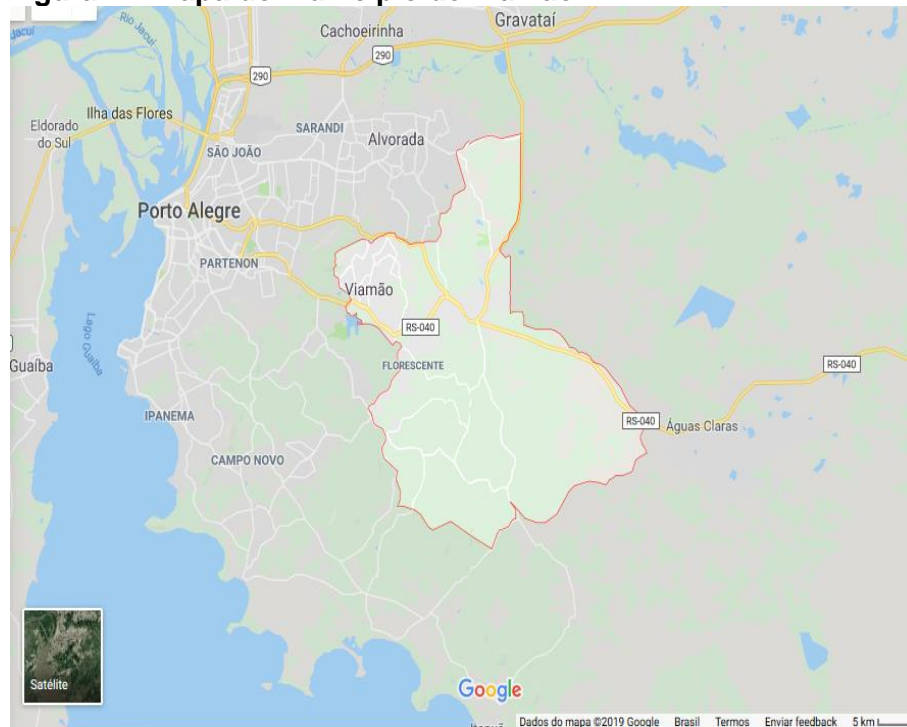 Gravataí
Cachoeirinha
Rio Jacuí
Jacuí
290
290
Ilha das Flores
Eldorado
do Sul
SARANDI
Alvorada
SÃO JOÃO
Porto Alegre
PARTENON
Viamão
RS-040
Lago Guaíba
FLORESCENTE
Guaíba
RS-040
IPANEMA
RS-040
Águas Claras
CAMPO NOVO
Satélite
Google
Dados do mapa ©2019 Google Brasil Termos Enviar feedback 5 km